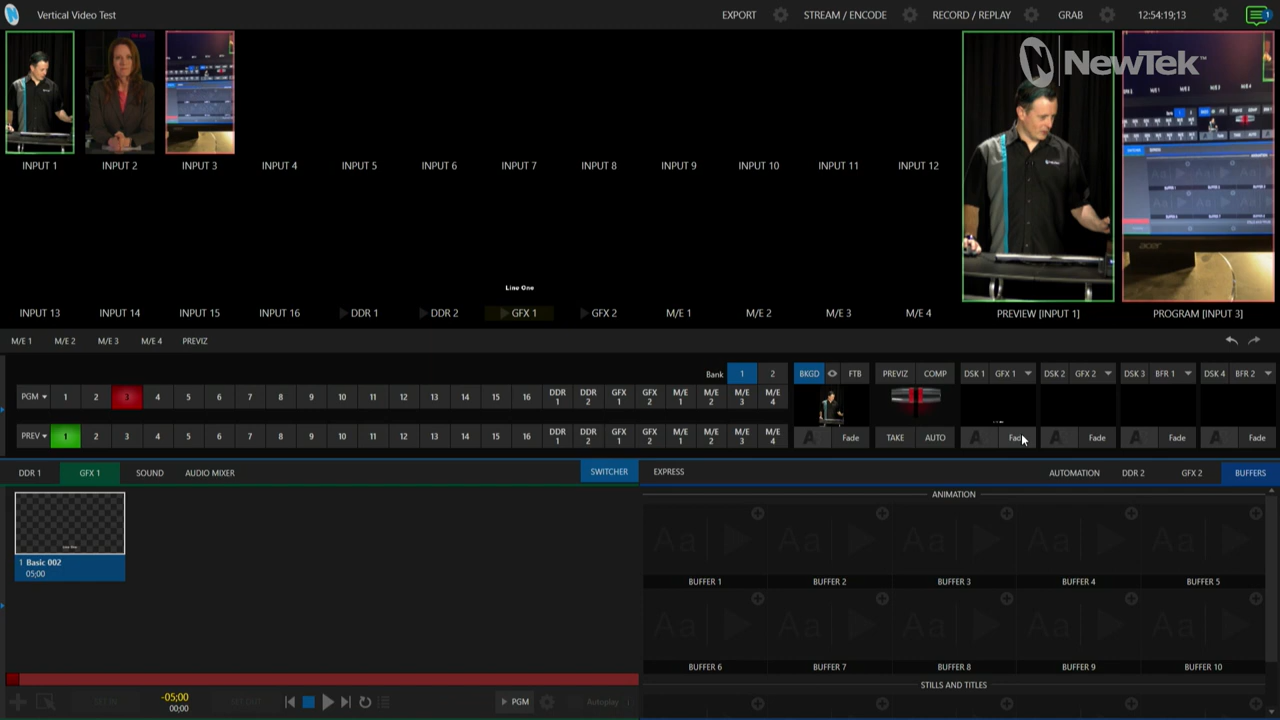 Vertical Video Test
EXPORT
STREAM / ENCODE
RECORD / REPLAY
GRAB
12:54:19;13
1
NewTek™
INPUT 1
INPUT 2
INPUT 3
INPUT 4
INPUT 5
INPUT 6
INPUT 7
INPUT 8
INPUT 9
INPUT 10
INPUT 11
INPUT 12
acer
Line One
INPUT 13
INPUT 14
INPUT 15
INPUT 16
DDR 1
DDR 2
GFX 1
GFX 2
M/E 1
M/E 2
M/E 3
M/E 4
PREVIEW [INPUT 1]
PROGRAM [INPUT 3]
M/E 1
M/E 2
M/E 3
M/E 4
PREVIZ
Bank
1
2
BKGD
FTB
PREVIZ
COMP
DSK 1
GFX 1
DSK 2
GFX 2
DSK 3
BFR 1
DSK 4
BFR 2
PGM
1 2 3 4 5 6 7 8 9 10 11 12 13 14 15 16 DDR 1 DDR 2 GFX 1 GFX 2 M/E 1 M/E 2 M/E 3 M/E 4
PREV
1 2 3 4 5 6 7 8 9 10 11 12 13 14 15 16 DDR 1 DDR 2 GFX 1 GFX 2 M/E 1 M/E 2 M/E 3 M/E 4
A
Fade
TAKE
AUTO
A
Fade
A
Fade
A
Fade
A
Fade
DDR 1
GFX 1
SOUND
AUDIO MIXER
SWITCHER
EXPRESS
AUTOMATION
DDR 2
GFX 2
BUFFERS
Line One
1 Basic 002
05;00
ANIMATION
Aa
Aa
Aa
Aa
Aa
BUFFER 1
BUFFER 2
BUFFER 3
BUFFER 4
BUFFER 5
Aa
Aa
Aa
Aa
Aa
BUFFER 6
BUFFER 7
BUFFER 8
BUFFER 9
BUFFER 10
STILLS AND TITLES
SET IN
-05;00
00;00
SET OUT
PGM
Autoplay